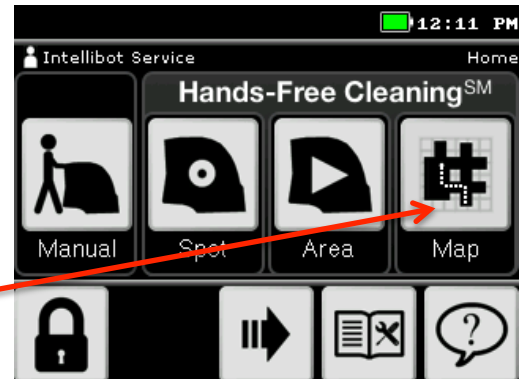 12:11 PM
Intellibot Service Home
Hands-Free Cleaning℠
Manual Spot Area Map
?